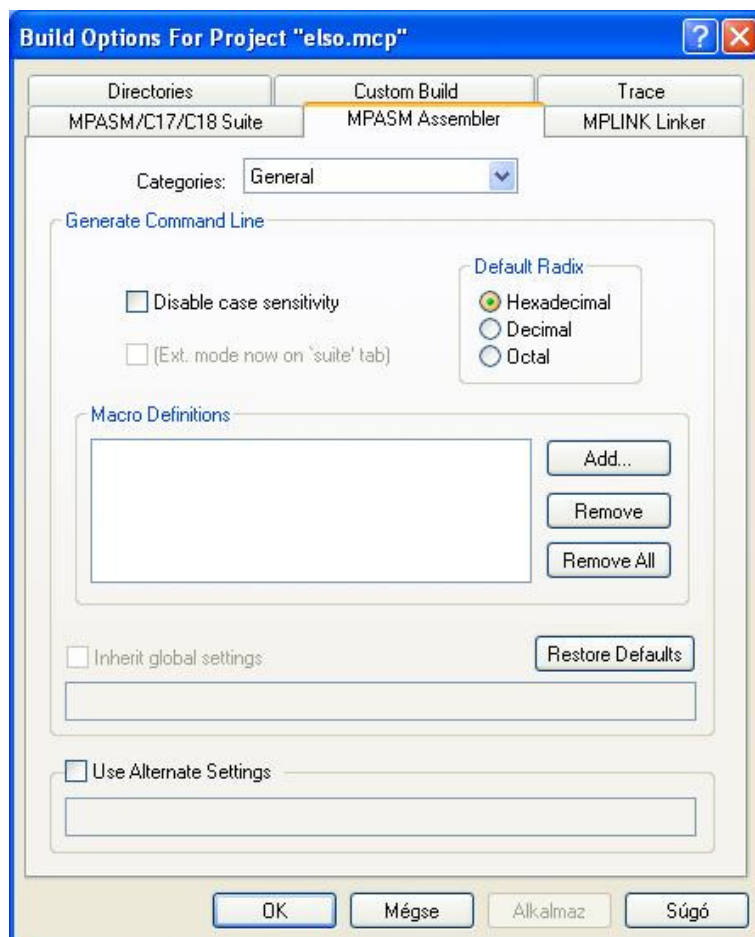 Build Options For Project "elso.mcp"
Directories
Custom Build
Trace
MPASM/C17/C18 Suite
MPASM Assembler
MPLINK Linker
Categories: General
Generate Command Line
Default Radix
Disable case sensitivity
Hexadecimal
Decimal
(Ext. mode now on `suite' tab)
Octal
Macro Definitions
Add...
Remove
Remove All
Inherit global settings
Restore Defaults
Use Alternate Settings
OK
Mégse
Alkalmaz
Súgó